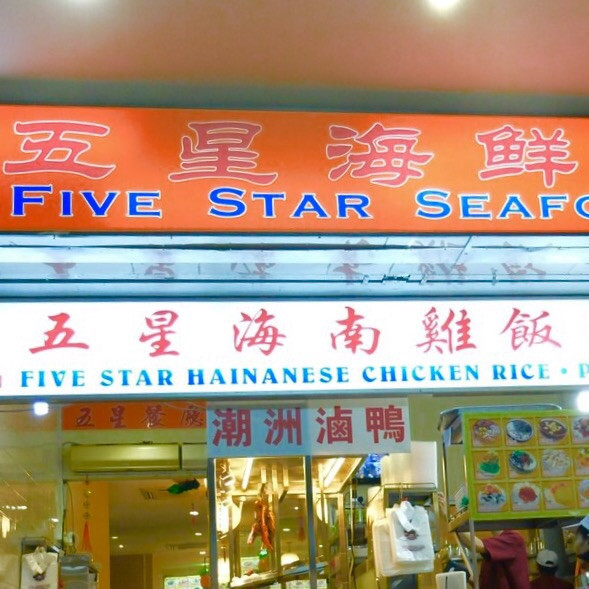 五星海鮮
FIVE STAR SEAFO
五星海南雞飯
FIVE STAR HAINANESE CHICKEN RICE • P
五星餐廳
潮洲滷鴨